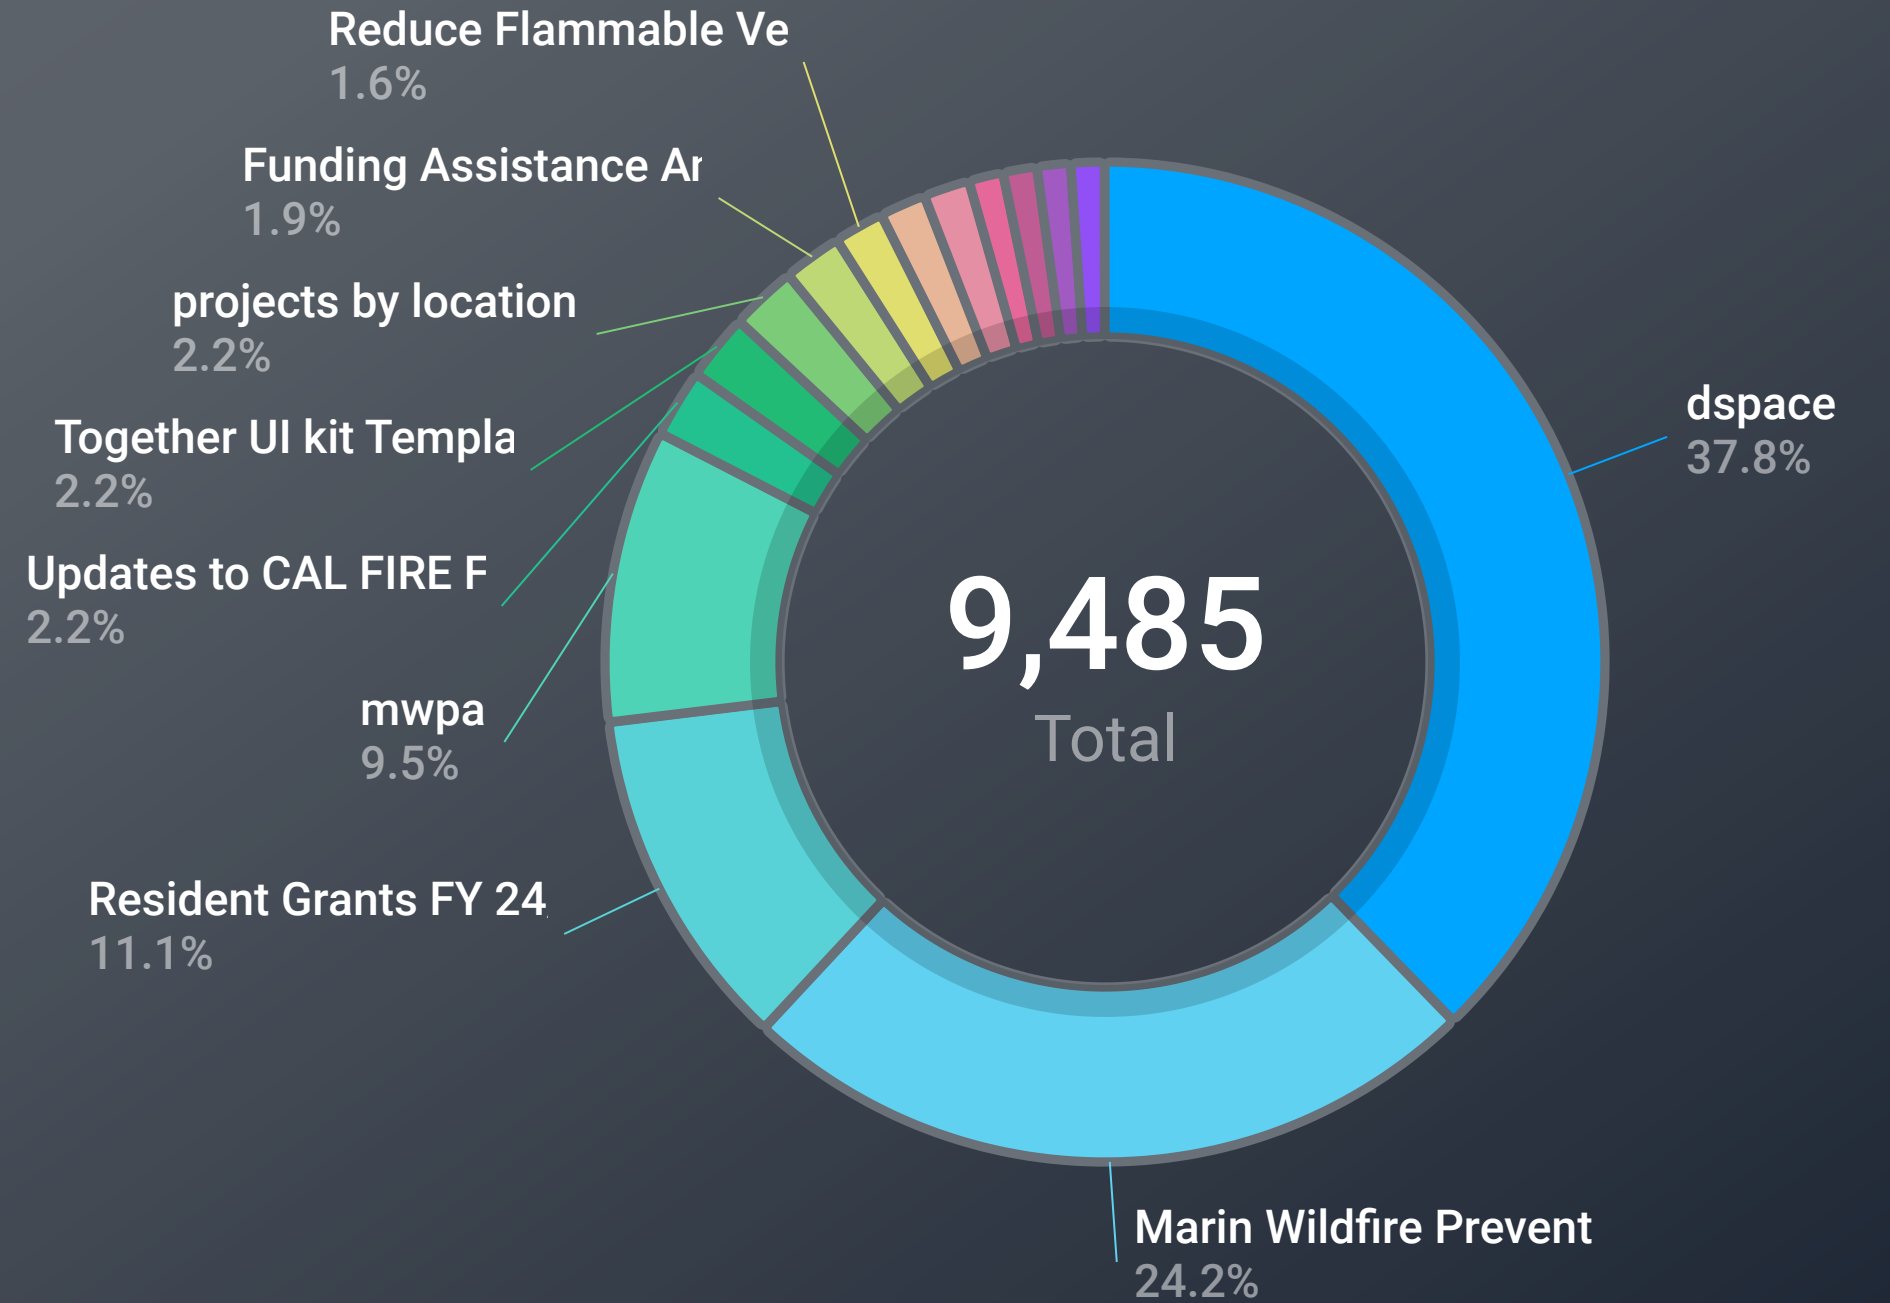 Reduce Flammable Ve
1.6%
Funding Assistance Ar
1.9%
projects by location
2.2%
Together UI kit Templa
2.2%
Updates to CAL FIRE F
2.2%
mwpa
9.5%
Resident Grants FY 24
11.1%
9,485
Total
dspace
37.8%
Marin Wildfire Prevent
24.2%